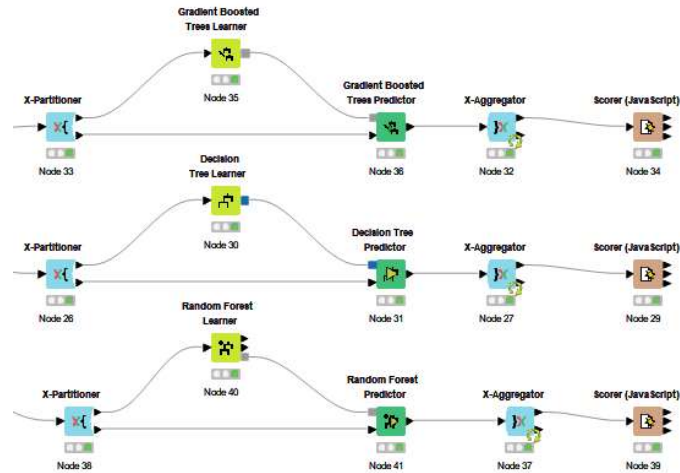 Gradient Boosted
Trees Learner
Node 35
X-Partitioner
Node 33
Gradient Boosted
Trees Predictor
Node 36
X-Aggregator
Node 32
Scorer (JavaScript)
Node 34
Decision
Tree Learner
Node 30
X-Partitioner
Node 26
Decision Tree
Predictor
Node 31
X-Aggregator
Node 27
Scorer (JavaScript)
Node 29
Random Forest
Learner
Node 40
X-Partitioner
Node 38
Random Forest
Predictor
Node 41
X-Aggregator
Node 37
Scorer (JavaScript)
Node 39